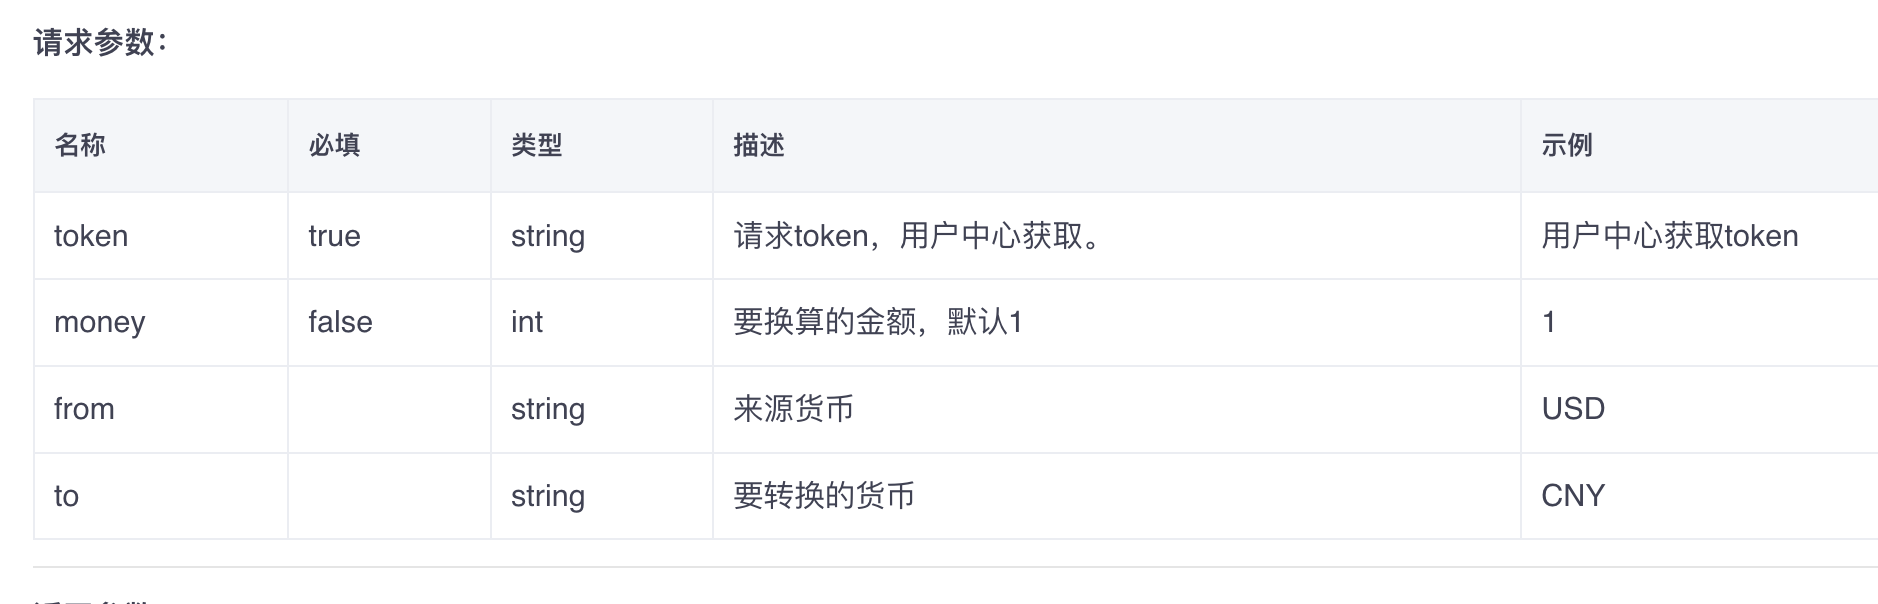 请求参数：
名称 必填 类型 描述 示例
token true string 请求token，用户中心获取。 用户中心获取token
money false int 要换算的金额，默认1 1
from string 来源货币 USD
to string 要转换的货币 CNY